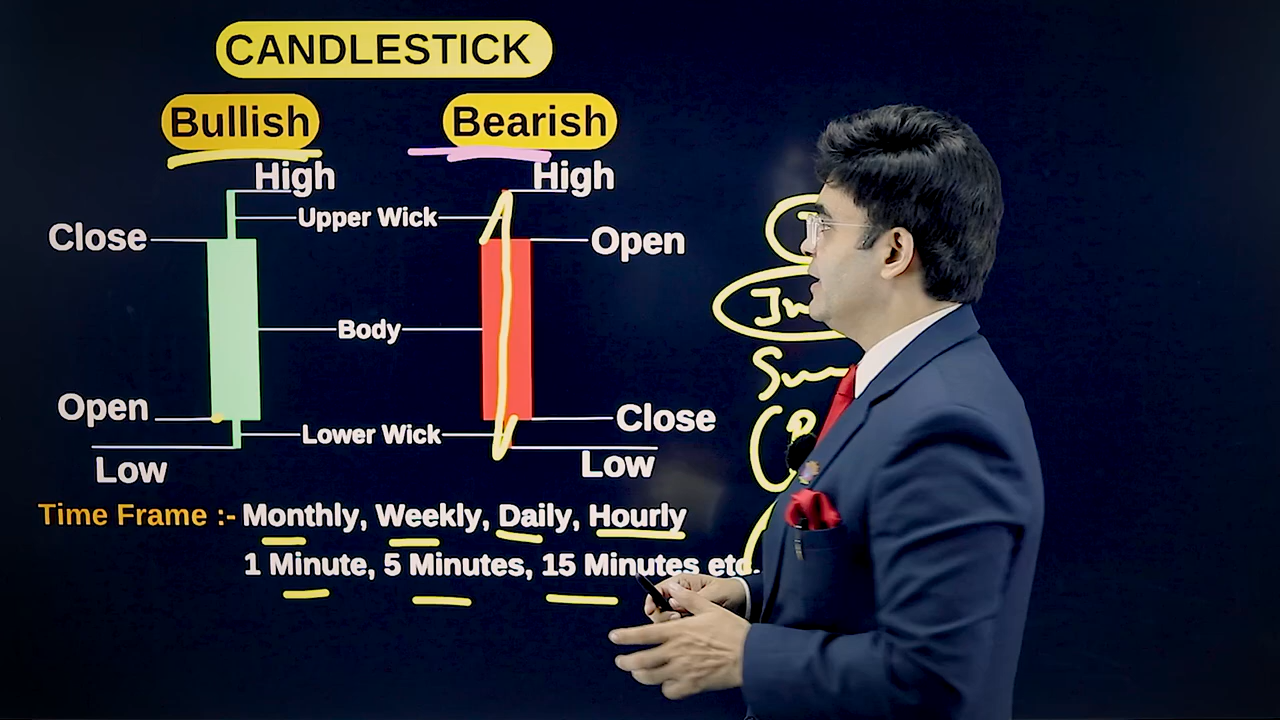 CANDLESTICK
Bullish Bearish
High High
Upper Wick
Close Open
Body
Open Close
Lower Wick
Low Low
Time Frame :- Monthly, Weekly, Daily, Hourly
1 Minute, 5 Minutes, 15 Minutes etc.